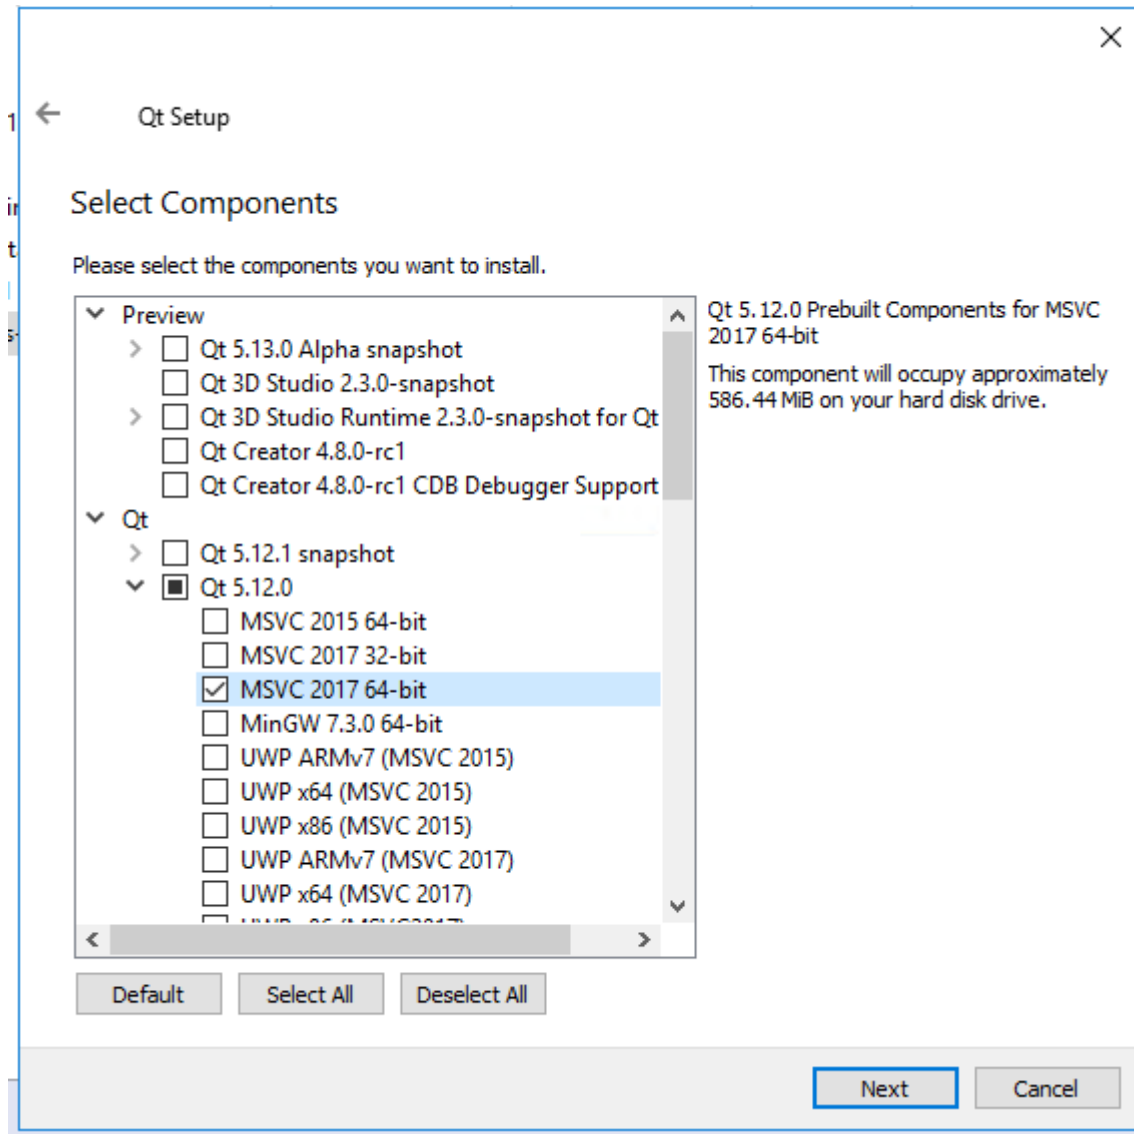 Qt Setup
Select Components
Please select the components you want to install.
Preview
Qt 5.13.0 Alpha snapshot
Qt 3D Studio 2.3.0-snapshot
Qt 3D Studio Runtime 2.3.0-snapshot for Qt
Qt Creator 4.8.0-rc1
Qt Creator 4.8.0-rc1 CDB Debugger Support
Qt
Qt 5.12.1 snapshot
Qt 5.12.0
MSVC 2015 64-bit
MSVC 2017 32-bit
MSVC 2017 64-bit
MinGW 7.3.0 64-bit
UWP ARMv7 (MSVC 2015)
UWP x64 (MSVC 2015)
UWP x86 (MSVC 2015)
UWP ARMv7 (MSVC 2017)
UWP x64 (MSVC 2017)
Qt 5.12.0 Prebuilt Components for MSVC
2017 64-bit
This component will occupy approximately
586.44 MiB on your hard disk drive.
Default
Select All
Deselect All
Next
Cancel